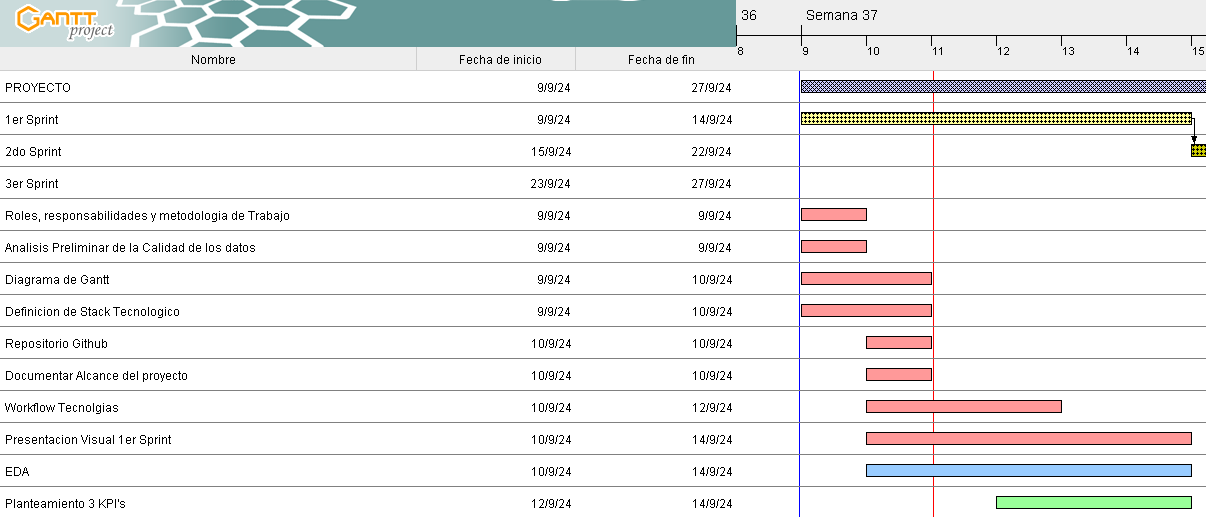 GANTT
project
36 Semana 37
8 9 10 11 12 13 14 15
Nombre Fecha de inicio Fecha de fin
PROYECTO 9/9/24 27/9/24
1er Sprint 9/9/24 14/9/24
2do Sprint 15/9/24 22/9/24
3er Sprint 23/9/24 27/9/24
Roles, responsabilidades y metodologia de Trabajo 9/9/24 9/9/24
Analisis Preliminar de la Calidad de los datos 9/9/24 9/9/24
Diagrama de Gantt 9/9/24 10/9/24
Definicion de Stack Tecnologico 9/9/24 10/9/24
Repositorio Github 10/9/24 10/9/24
Documentar Alcance del proyecto 10/9/24 10/9/24
Workflow Tecnolgias 10/9/24 12/9/24
Presentacion Visual 1er Sprint 10/9/24 14/9/24
EDA 10/9/24 14/9/24
Planteamiento 3 KPI's 12/9/24 14/9/24